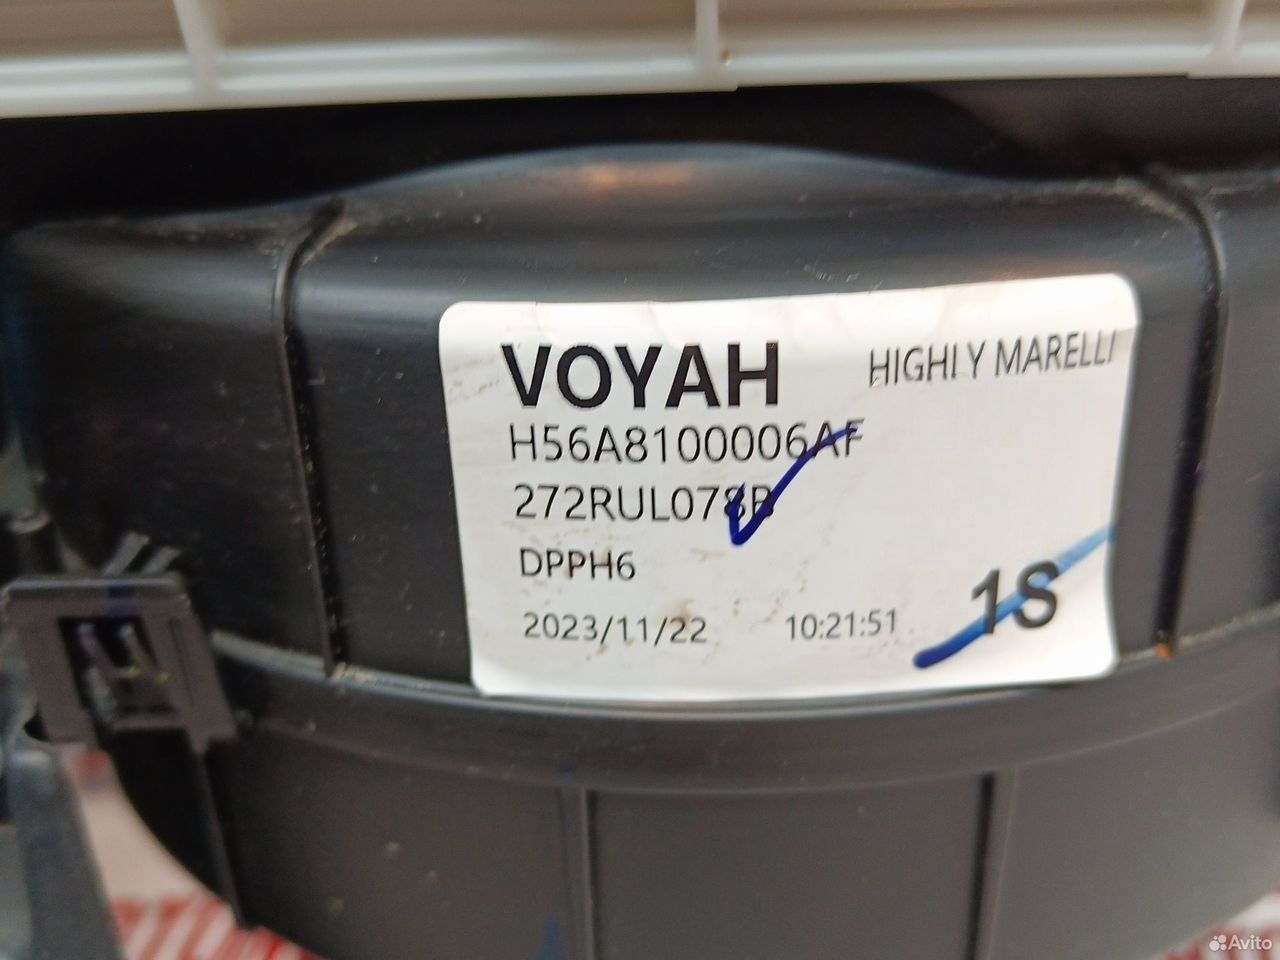 VOYAH
HIGHLY MARELLI
H56A8100006AF
272RUL078B
DPPH6
2023/11/22 10:21:51
1S
Avito